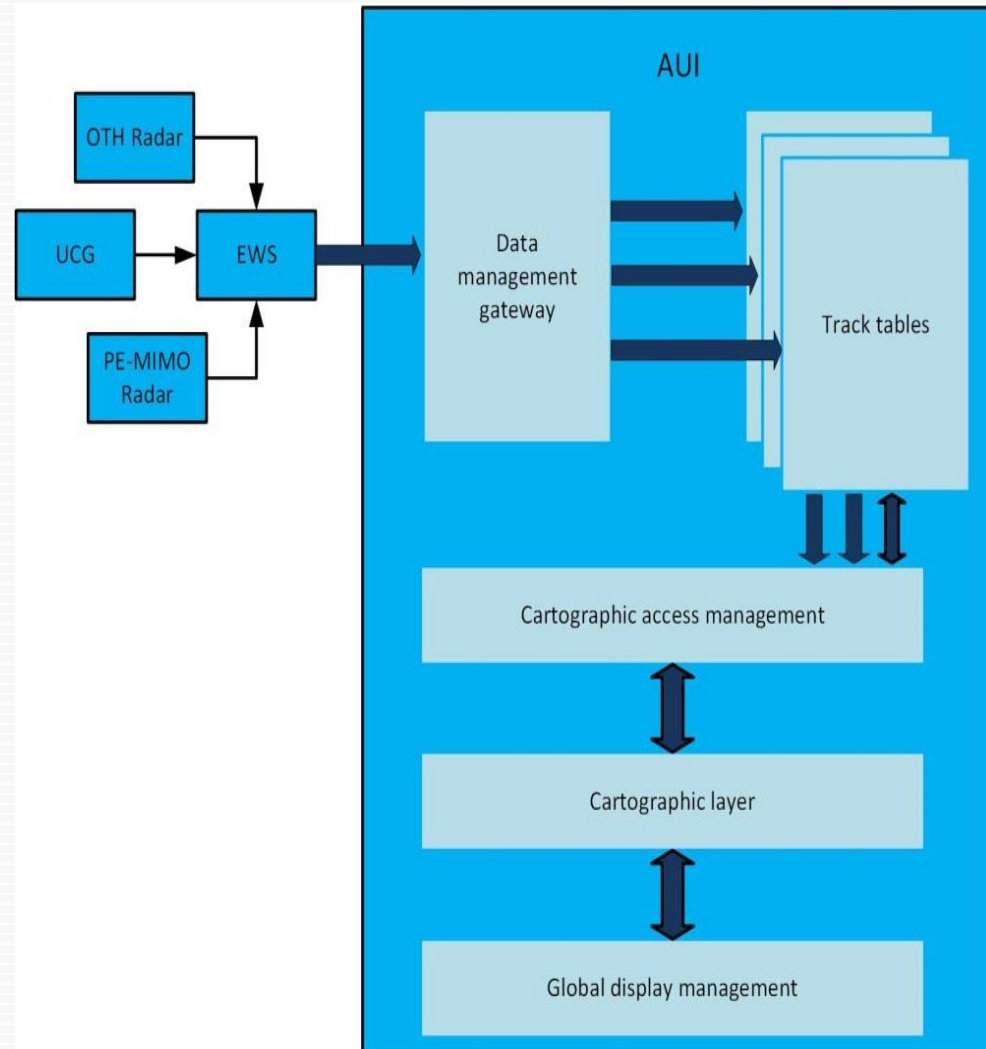 AUI
OTH Radar
UCG
EWS
PE-MIMO
Radar
Data
management
gateway
Track tables
Cartographic access management
Cartographic layer
Global display management